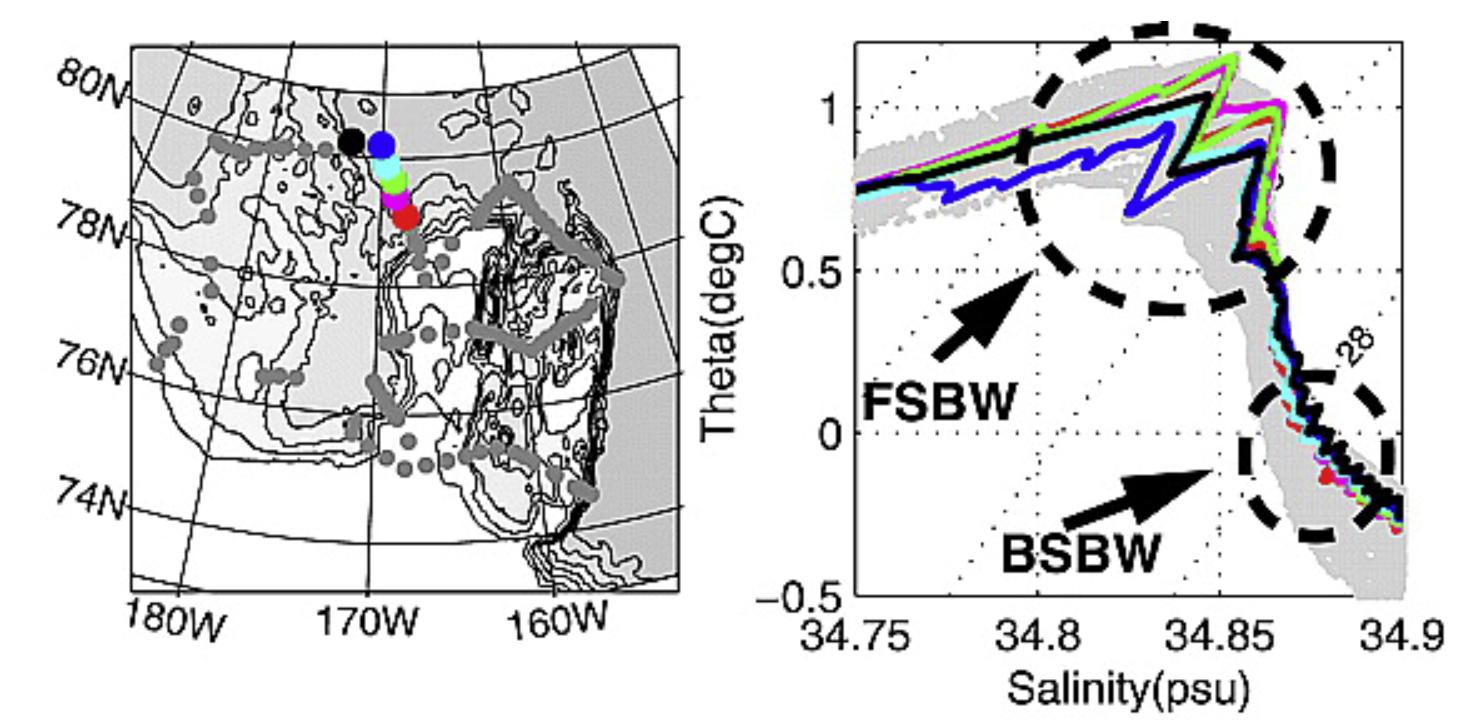 80N
78N
76N
74N
180W
170W
160W
Theta(degC)
1
0.5
0
−0.5
34.75
34.8
34.85
34.9
Salinity(psu)
FSBW
BSBW
28